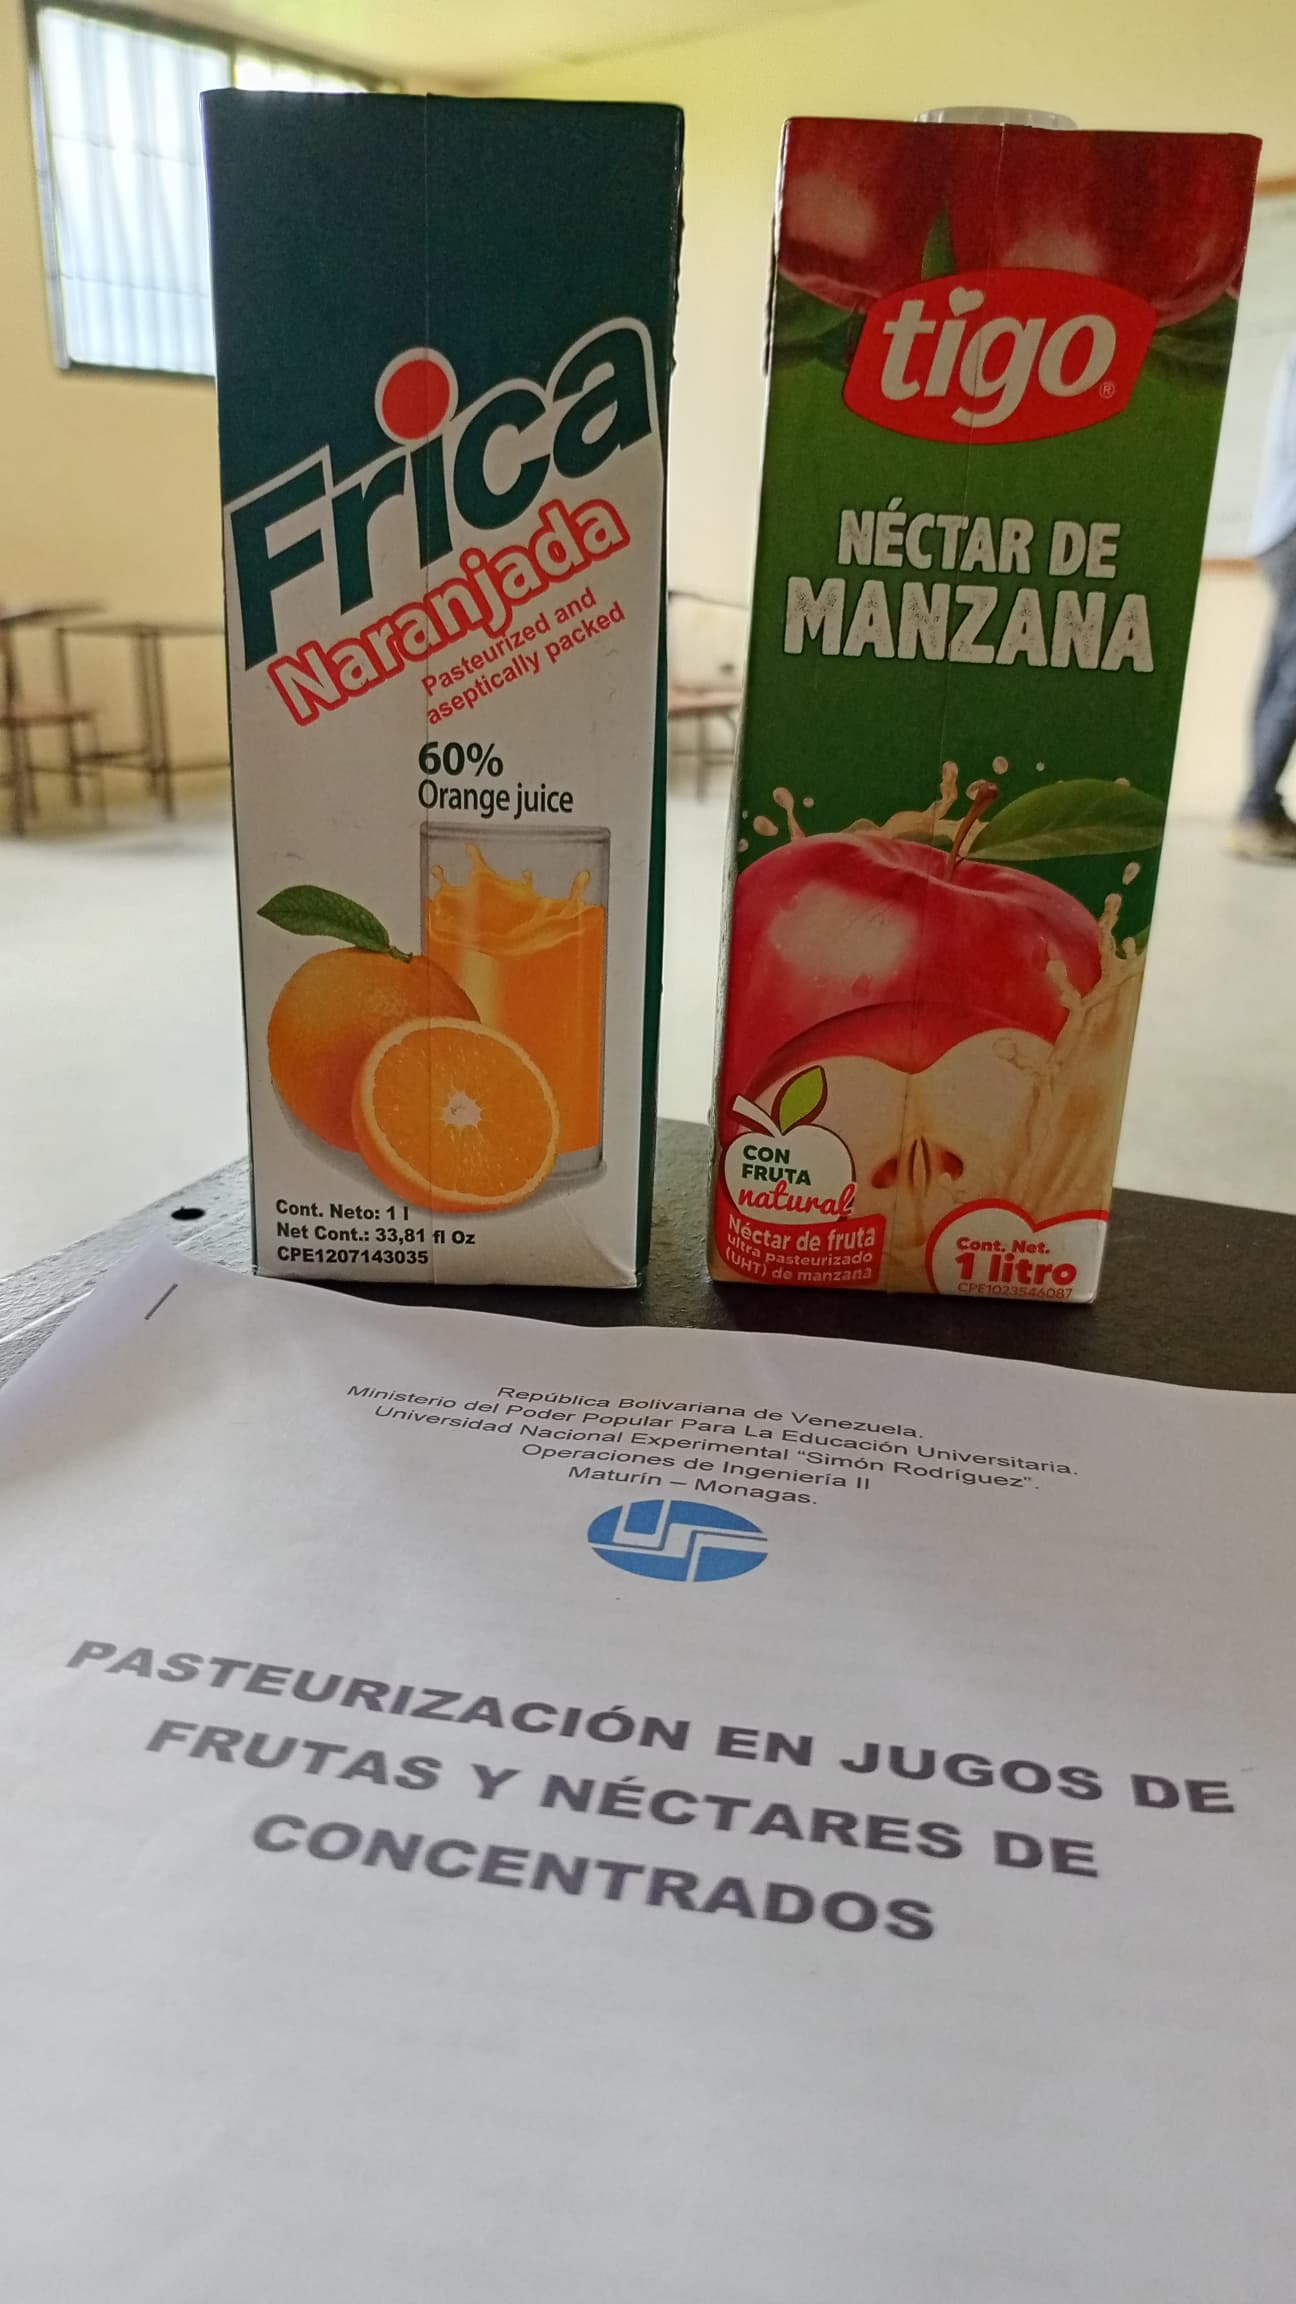 Frica
Naranjada
Pasteurized and
aseptically packed
60%
Orange juice
Cont. Neto: 1 l
Net Cont.: 33,81 fl Oz
CPE1207143035
tigo®
NÉCTAR DE
MANZANA
CON
FRUTA
natural
Néctar de fruta
ultra pasteurizado
(UHT) de manzana
Cont. Net.
1 litro
CPE1023546087
República Bolivariana de Venezuela.
Ministerio del Poder Popular Para La Educación Universitaria.
Universidad Nacional Experimental “Simón Rodríguez”.
Operaciones de Ingeniería II
Maturín – Monagas.
PASTEURIZACIÓN EN JUGOS DE
FRUTAS Y NÉCTARES DE
CONCENTRADOS